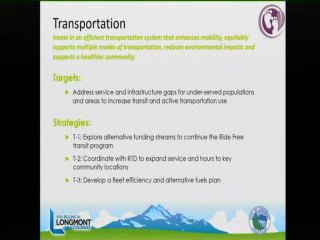 Transportation
Invest in an efficient transportation system that enhances mobility, equitably
supports multiple modes of transportation, reduces environmental impacts and
supports a healthier community.
Targets:
Address service and infrastructure gaps for under-served populations
and areas to increase transit and active transportation use
Strategies:
T-1: Explore alternative funding streams to continue the Ride Free
transit program
T-2: Coordinate with RTD to expand service and hours to key
community locations
T-3: Develop a fleet efficiency and alternative fuels plan
YOU BELONG IN
LONGMONT
COLORADO